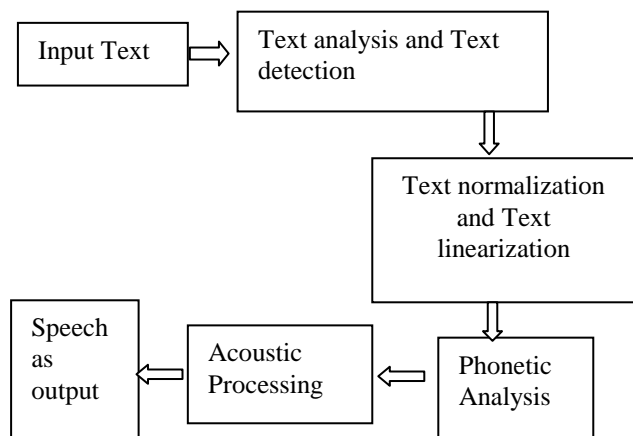 Input Text
Text analysis and Text
detection
Text normalization
and Text
linearization
Phonetic
Analysis
Acoustic
Processing
Speech
as
output